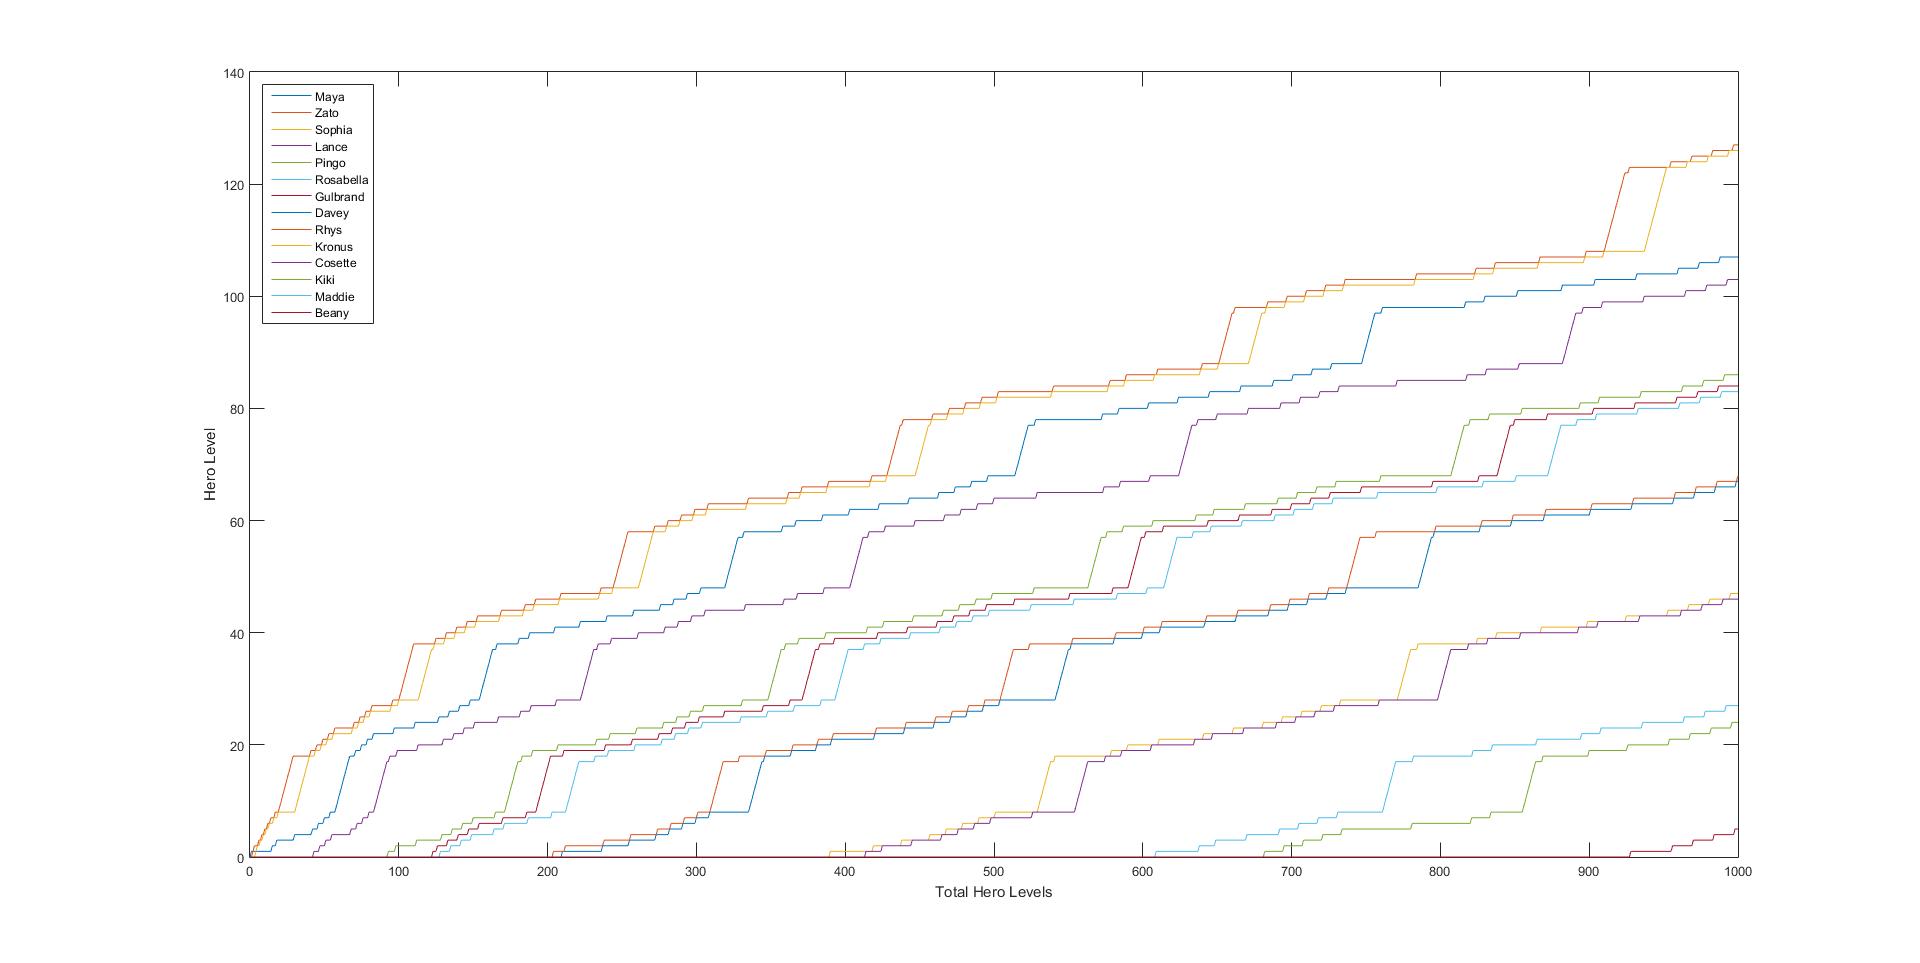 140
120
100
80
60
40
20
0
Hero Level
Maya
Zato
Sophia
Lance
Pingo
Rosabella
Gulbrand
Davey
Rhys
Kronus
Cosette
Kiki
Maddie
Beany
0 100 200 300 400 500 600 700 800 900 1000
Total Hero Levels